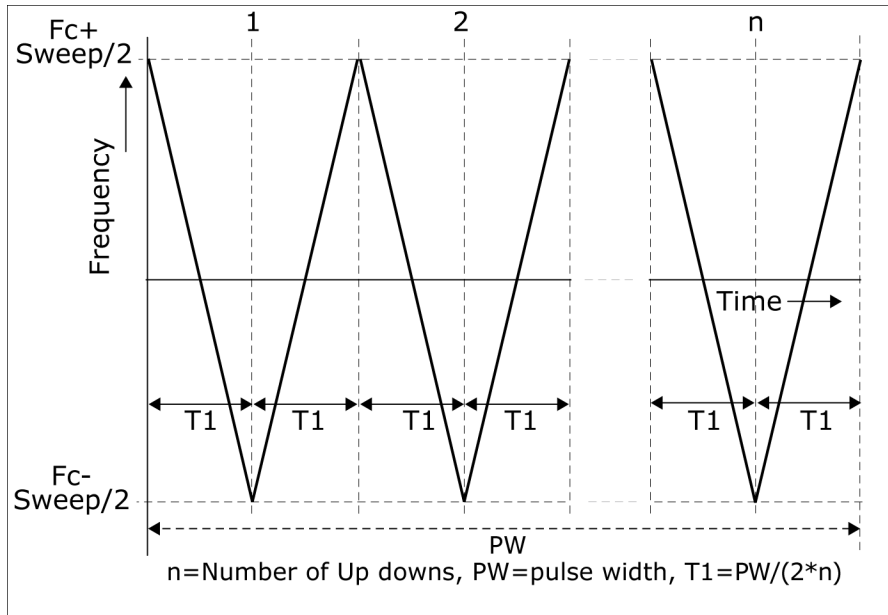 1 2 n
Fc+
Sweep/2
Frequency
Time
T1 T1 T1 T1 T1 T1
Fc-
Sweep/2
PW
n=Number of Up downs, PW=pulse width, T1=PW/(2*n)